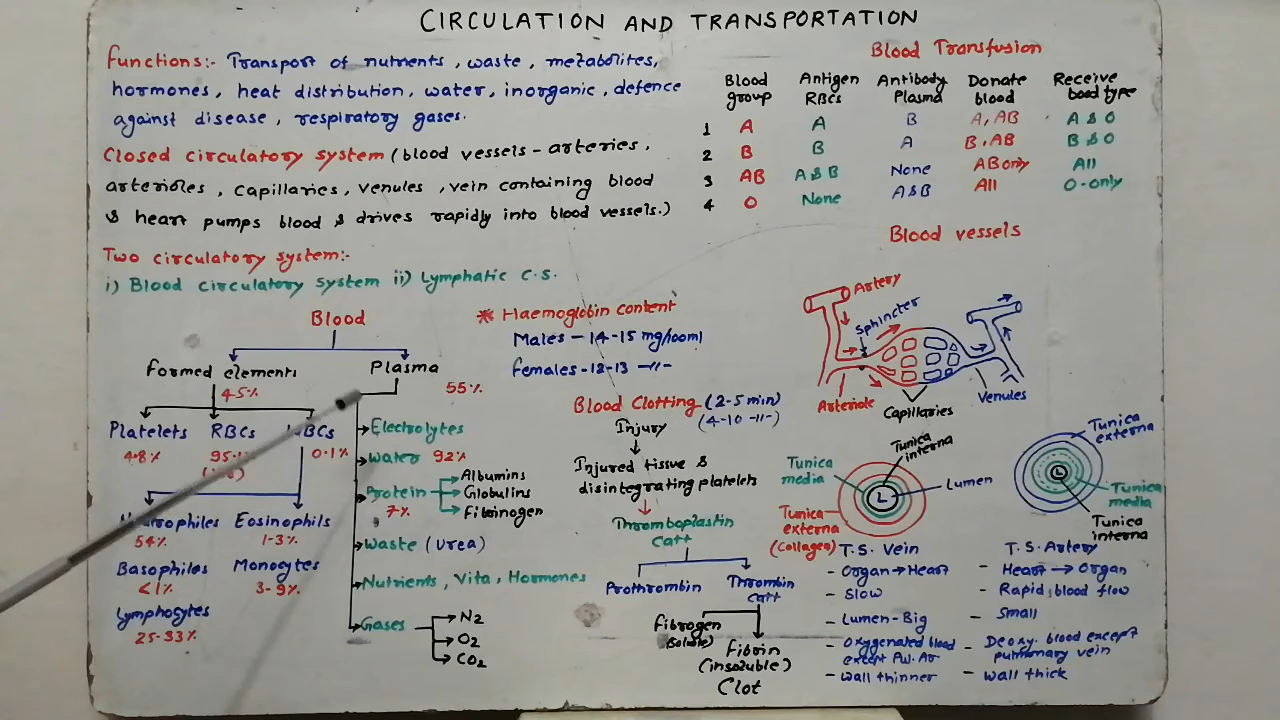 CIRCULATION AND TRANSPORTATION
Functions:- Transport of nutrients, waste, metabolites,
hormones, heat distribution, water, inorganic, defence
against disease, respiratory gases.
Closed circulatory system (blood vessels - arteries,
arterioles, capillaries, venules, vein containing blood
& heart pumps blood & drives rapidly into blood vessels.)
Two circulatory system:-
i) Blood circulatory system ii) Lymphatic C.S.
Blood
Formed elements
45%
Plasma
55%
Platelets RBCs
4.8% 0.1%
Eosinophils
54% 1-3%
Basophiles Monocytes
<1% 3-9%
Lymphocytes
25-33%
Electrolytes
Water 92%
Protein
7%
Albumins
Globulins
Fibrinogen
Waste (Urea)
Nutrients, Vita, Hormones
Gases
N2
O2
CO2
* Haemoglobin content
Males - 14-15 mg/100ml
Females - 12-13 -11-
Blood Clotting (2-5 min)
(4-10 -11-)
Injury
Injured tissue &
disintegrating platelets
Thromboplastin
Ca++
Prothrombin Thrombin
Ca++
Fibrogen
(Soluble)
Fibrin
(insoluble)
Clot
Blood Transfusion
Blood group Antigen RBCs Antibody Plasma Donate blood Receive bood type
1 A A B A, AB A & O
2 B B A B, AB B & O
3 AB A & B None AB only All
4 O None A & B All O-only
Blood vessels
Artery
Sphincter
Arteriole
Capillaries
Venules
Tunica
interna
Tunica
media
L
Lumen
Tunica
externa
(Collagen)
Tunica
externa
L
Tunica
media
Tunica
interna
T.S. Vein
- Organ → Heart
- Slow
- Lumen - Big
- Oxygenated blood
except Pul. Ar
- Wall thinner
T.S. Artery
- Heart → Organ
- Rapid blood flow
- Small
- Deoxy. blood except
pulmonary vein
- Wall thick